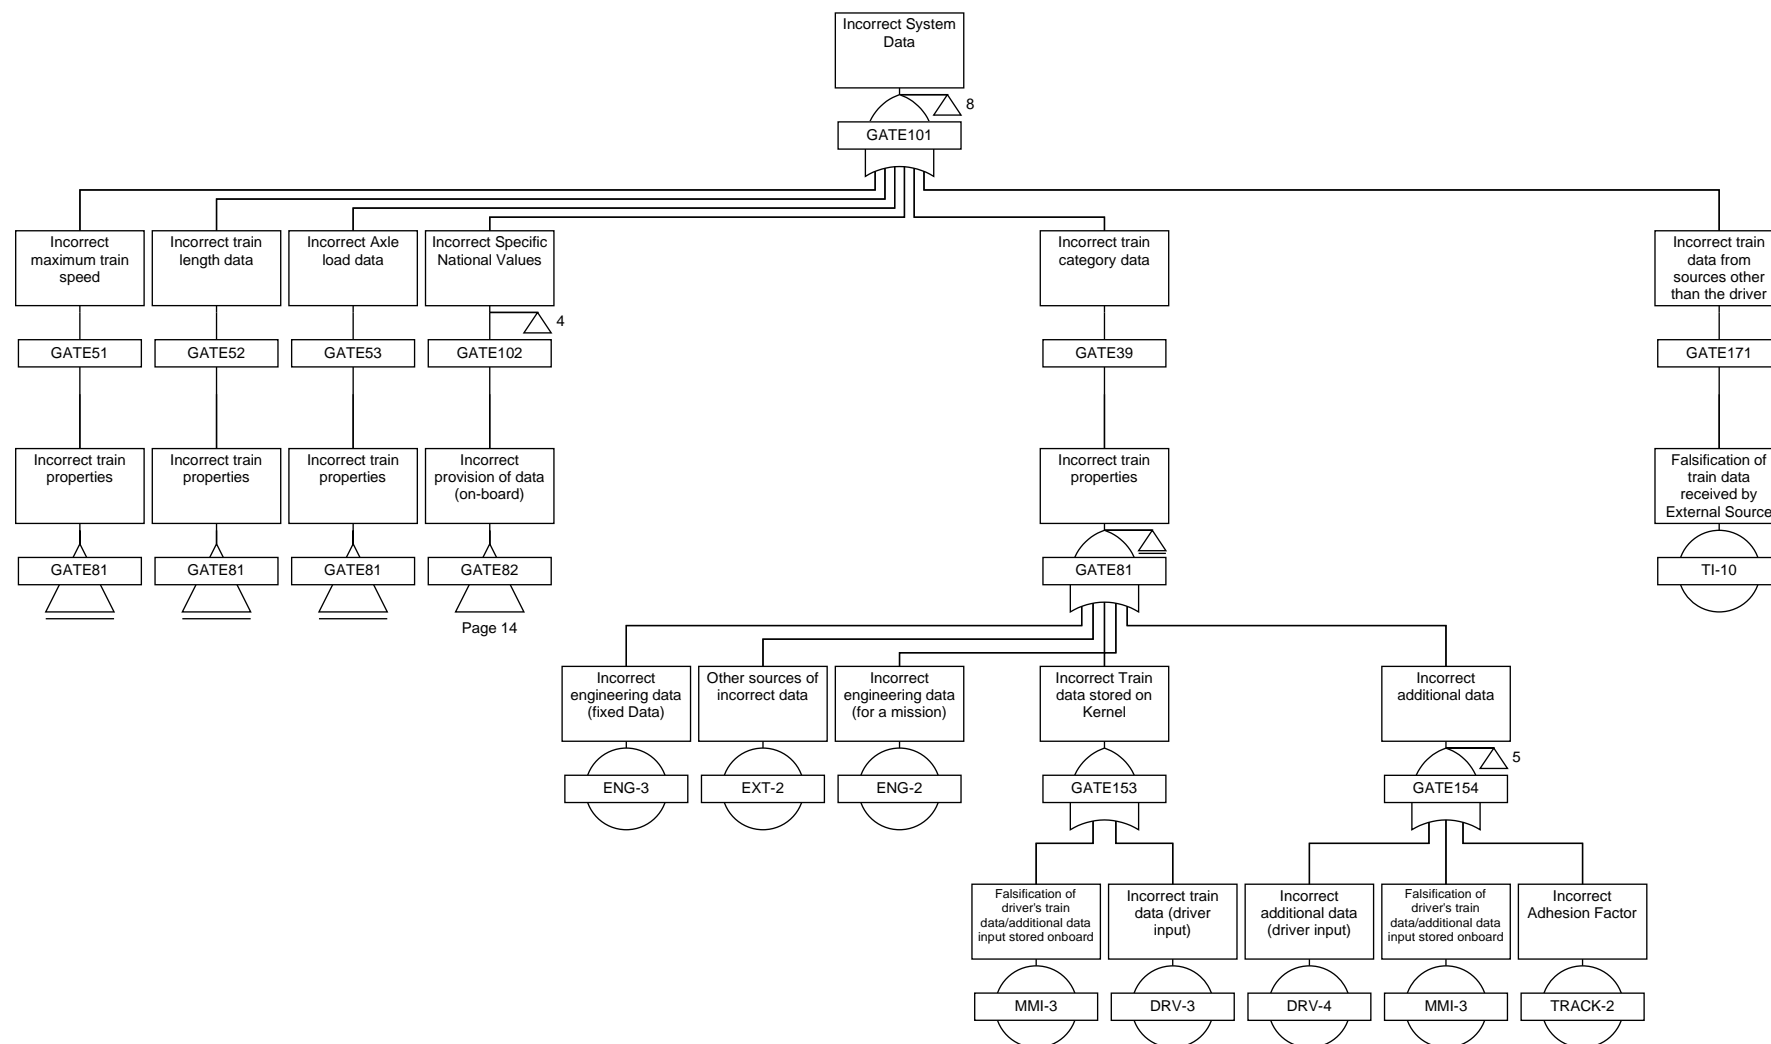 Incorrect System
Data
8
GATE101
Incorrect
maximum train
speed
Incorrect train
length data
Incorrect Axle
load data
Incorrect Specific
National Values
Incorrect train
category data
Incorrect train
data from
sources other
than the driver
4
GATE51
GATE52
GATE53
GATE102
GATE39
GATE171
Incorrect train
properties
Incorrect train
properties
Incorrect train
properties
Incorrect
provision of data
(on-board)
Incorrect train
properties
Falsification of
train data
received by
External Source
GATE81
GATE81
GATE81
GATE82
GATE81
TI-10
Page 14
Incorrect
engineering data
(fixed Data)
Other sources of
incorrect data
Incorrect
engineering data
(for a mission)
Incorrect Train
data stored on
Kernel
Incorrect
additional data
5
ENG-3
EXT-2
ENG-2
GATE153
GATE154
Falsification of
driver's train
data/additional data
input stored onboard
Incorrect train
data (driver
input)
Incorrect
additional data
(driver input)
Falsification of
driver's train
data/additional data
input stored onboard
Incorrect
Adhesion Factor
MMI-3
DRV-3
DRV-4
MMI-3
TRACK-2